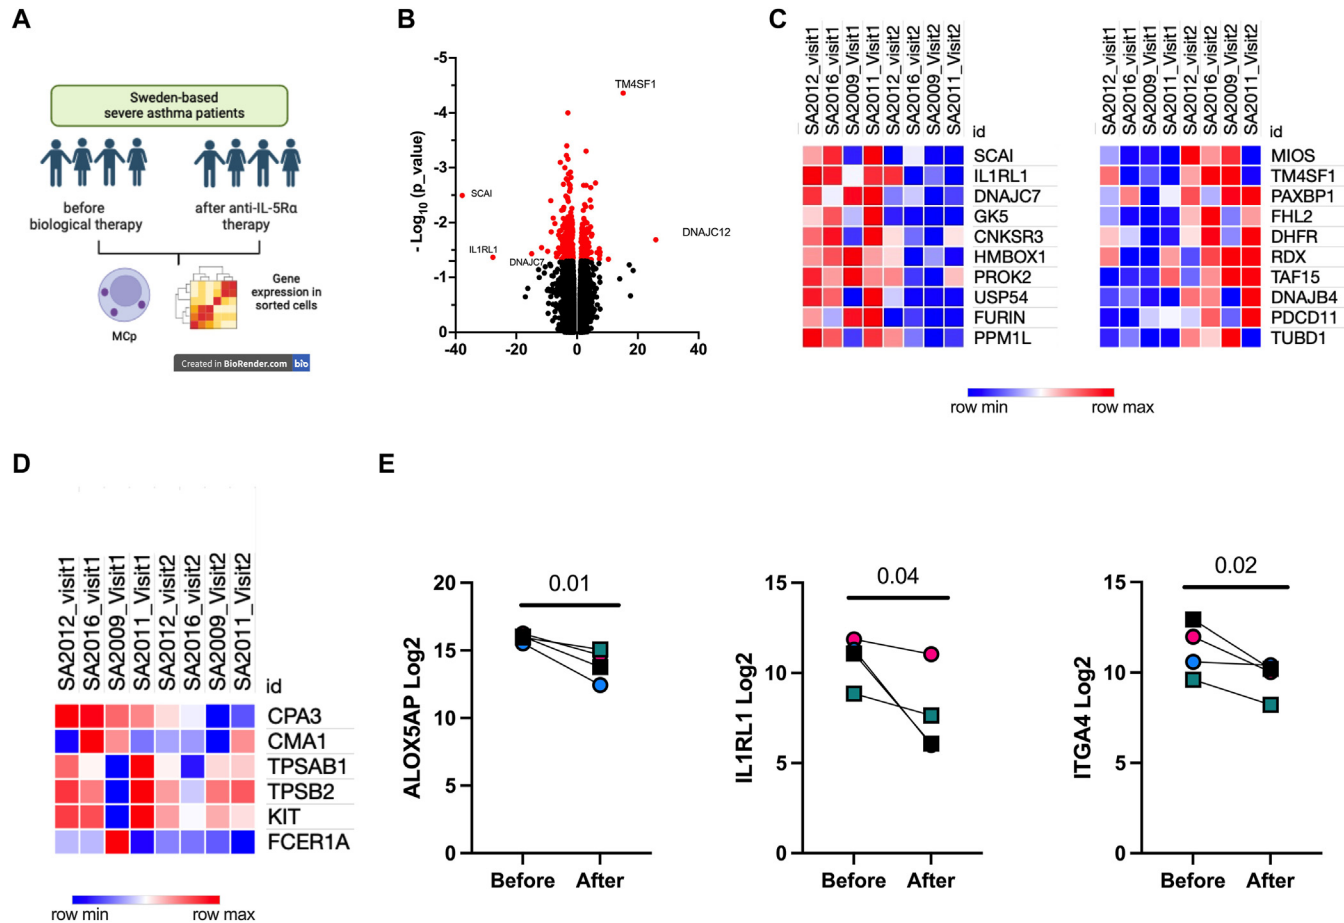 A
Sweden-based
severe asthma patients
before
biological therapy
after anti-IL-5Rα
therapy
MCp
Gene
expression in
sorted cells
Created in BioRender.com bio
B
- Log10 (p_value)
-5
-4
-3
-2
-1
0
-40
-20
0
20
40
TM4SF1
SCAI
DNAJC12
IL1RL1
DNAJC7
C
SA2012_visit1
SA2016_visit1
SA2009_Visit1
SA2011_Visit1
SA2012_visit2
SA2016_visit2
SA2009_Visit2
SA2011_Visit2
id
SCAI
IL1RL1
DNAJC7
GK5
CNKSR3
HMBOX1
PROK2
USP54
FURIN
PPM1L
SA2012_visit1
SA2016_visit1
SA2009_Visit1
SA2011_Visit1
SA2012_visit2
SA2016_visit2
SA2009_Visit2
SA2011_Visit2
id
MIOS
TM4SF1
PAXBP1
FHL2
DHFR
RDX
TAF15
DNAJB4
PDCD11
TUBD1
row min
row max
D
SA2012_visit1
SA2016_visit1
SA2009_Visit1
SA2011_Visit1
SA2012_visit2
SA2016_visit2
SA2009_Visit2
SA2011_Visit2
id
CPA3
CMA1
TPSAB1
TPSB2
KIT
FCER1A
row min
row max
E
ALOX5AP Log2
20
15
10
5
0
0.01
Before
After
IL1RL1 Log2
15
10
5
0
0.04
Before
After
ITGA4 Log2
15
10
5
0
0.02
Before
After